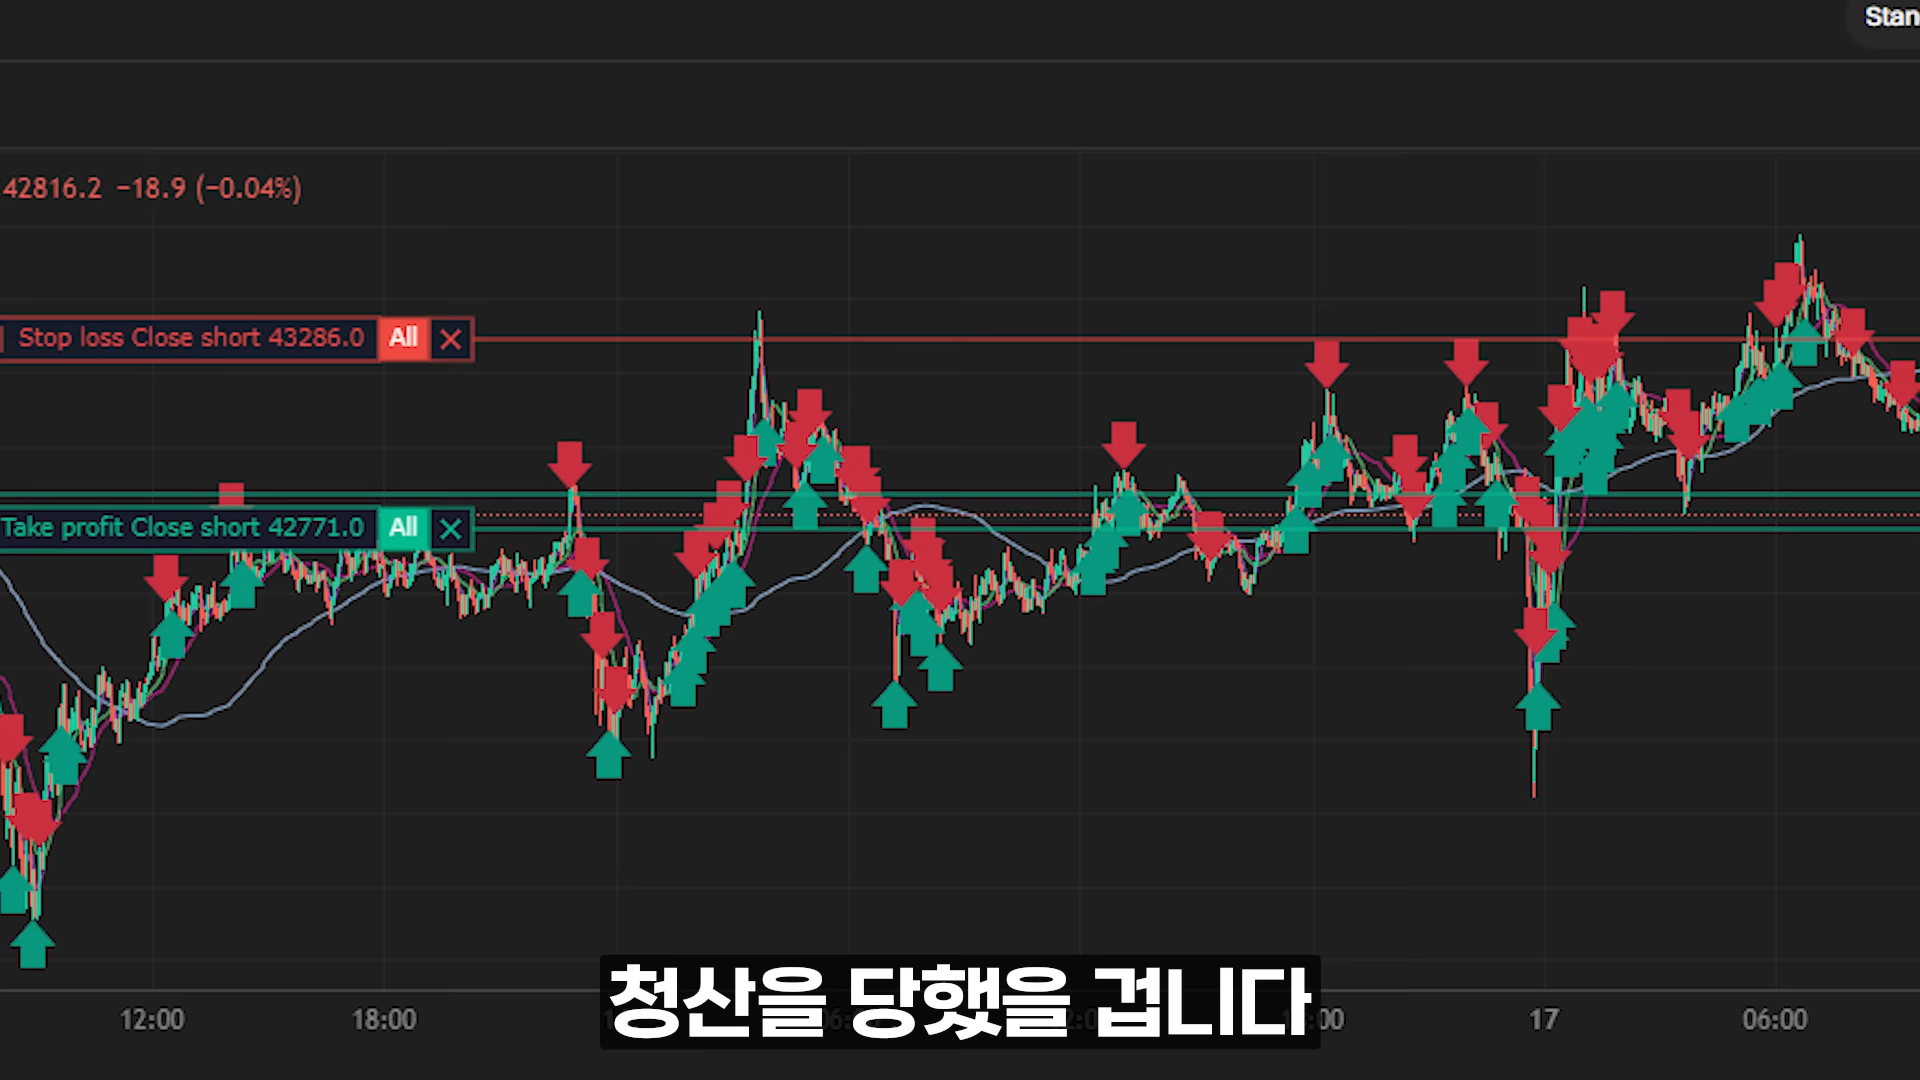 Stan
42816.2 −18.9 (−0.04%)
Stop loss Close short 43286.0 All
Take profit Close short 42771.0 All
12:00 18:00 17 06:00
청산을 당했을 겁니다